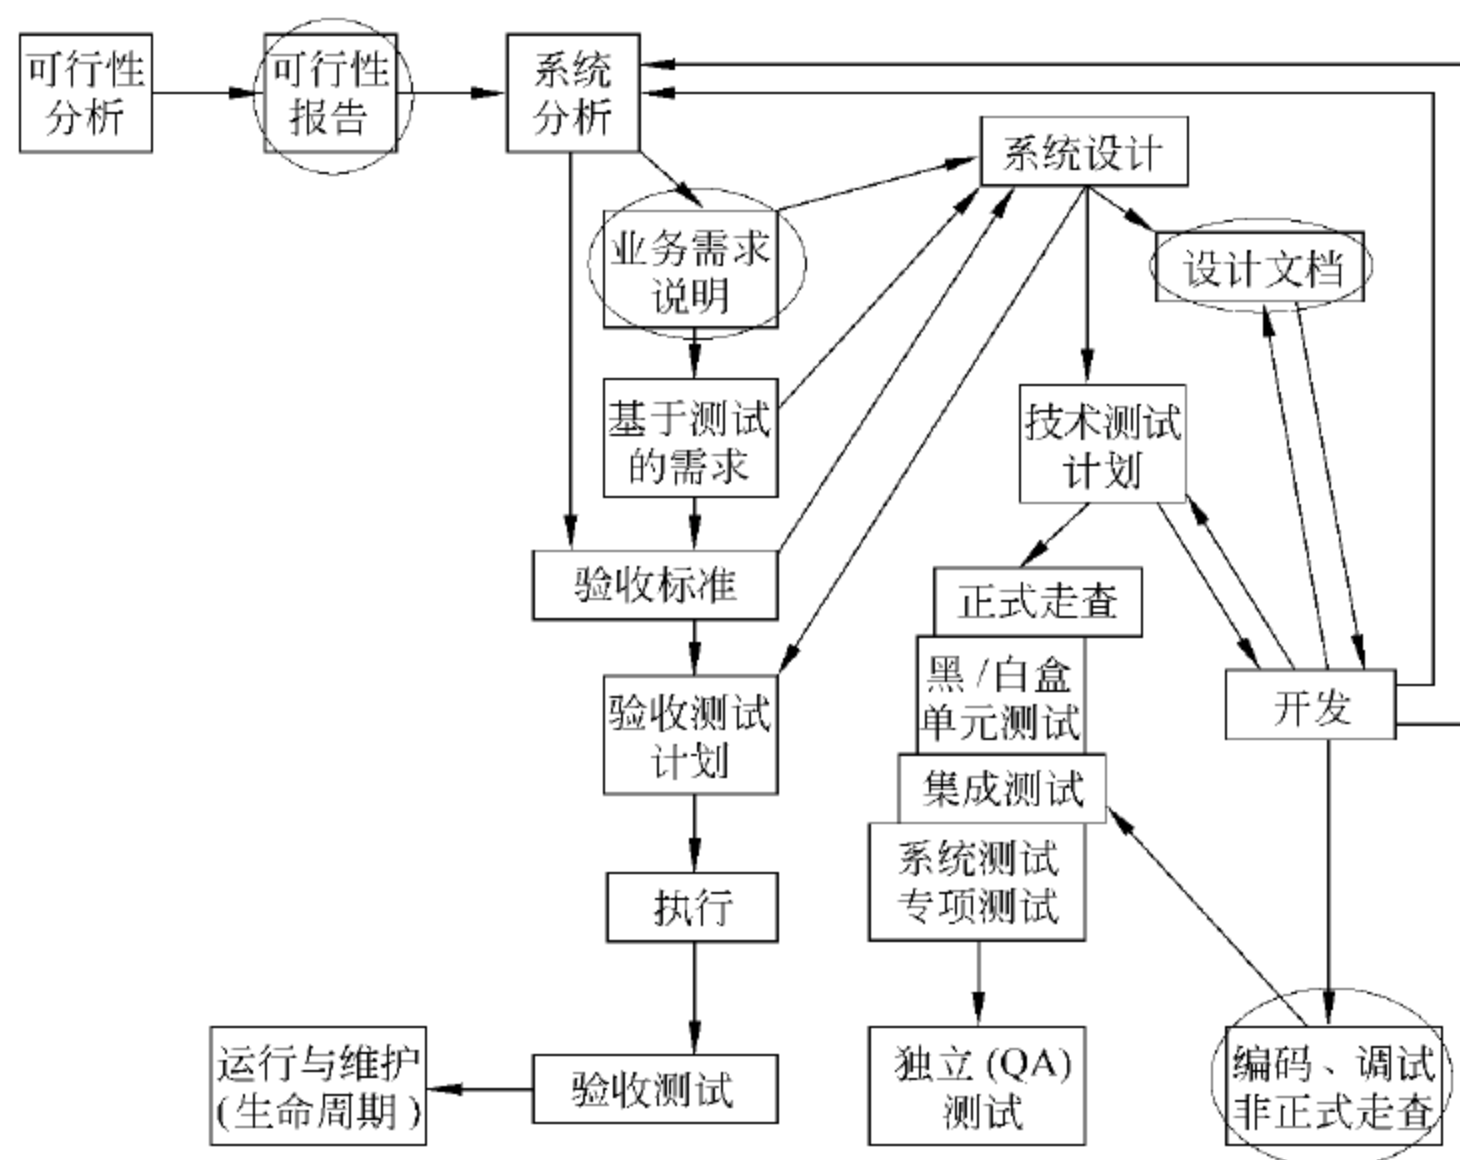 可行性
分析
可行性
报告
系统
分析
系统设计
业务需求
说明
设计文档
基于测试
的需求
技术测试
计划
验收标准
正式走查
黑/白盒
单元测试
验收测试
计划
开发
集成测试
系统测试
专项测试
执行
运行与维护
(生命周期)
验收测试
独立(QA)
测试
编码、调试
非正式走查